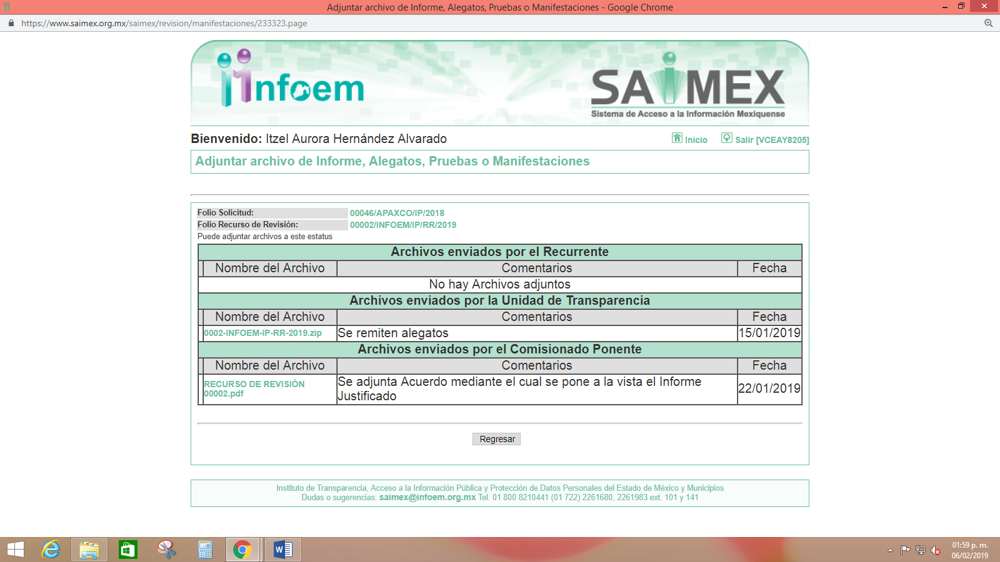 Adjuntar archivo de Informe, Alegatos, Pruebas o Manifestaciones - Google Chrome
https://www.saimex.org.mx/saimex/revision/manifestaciones/233323.page
infoem
SAIMEX
Sistema de Acceso a la Información Mexiquense
Bienvenido: Itzel Aurora Hernández Alvarado
Inicio
Salir [VCEAY8205]
Adjuntar archivo de Informe, Alegatos, Pruebas o Manifestaciones
Folio Solicitud: 00046/APAXCO/IP/2018
Folio Recurso de Revisión: 00002/INFOEM/IP/RR/2019
Puede adjuntar archivos a este estatus
Archivos enviados por el Recurrente
Nombre del Archivo Comentarios Fecha
No hay Archivos adjuntos
Archivos enviados por la Unidad de Transparencia
Nombre del Archivo Comentarios Fecha
0002-INFOEM-IP-RR-2019.zip Se remiten alegatos 15/01/2019
Archivos enviados por el Comisionado Ponente
Nombre del Archivo Comentarios Fecha
RECURSO DE REVISIÓN
00002.pdf
Se adjunta Acuerdo mediante el cual se pone a la vista el Informe
Justificado
22/01/2019
Regresar
Instituto de Transparencia, Acceso a la Información Pública y Protección de Datos Personales del Estado de México y Municipios
Dudas o sugerencias: saimex@infoem.org.mx Tel. 01 800 8210441 (01 722) 2261680, 2261983 ext. 101 y 141
01:59 p. m.
06/02/2019